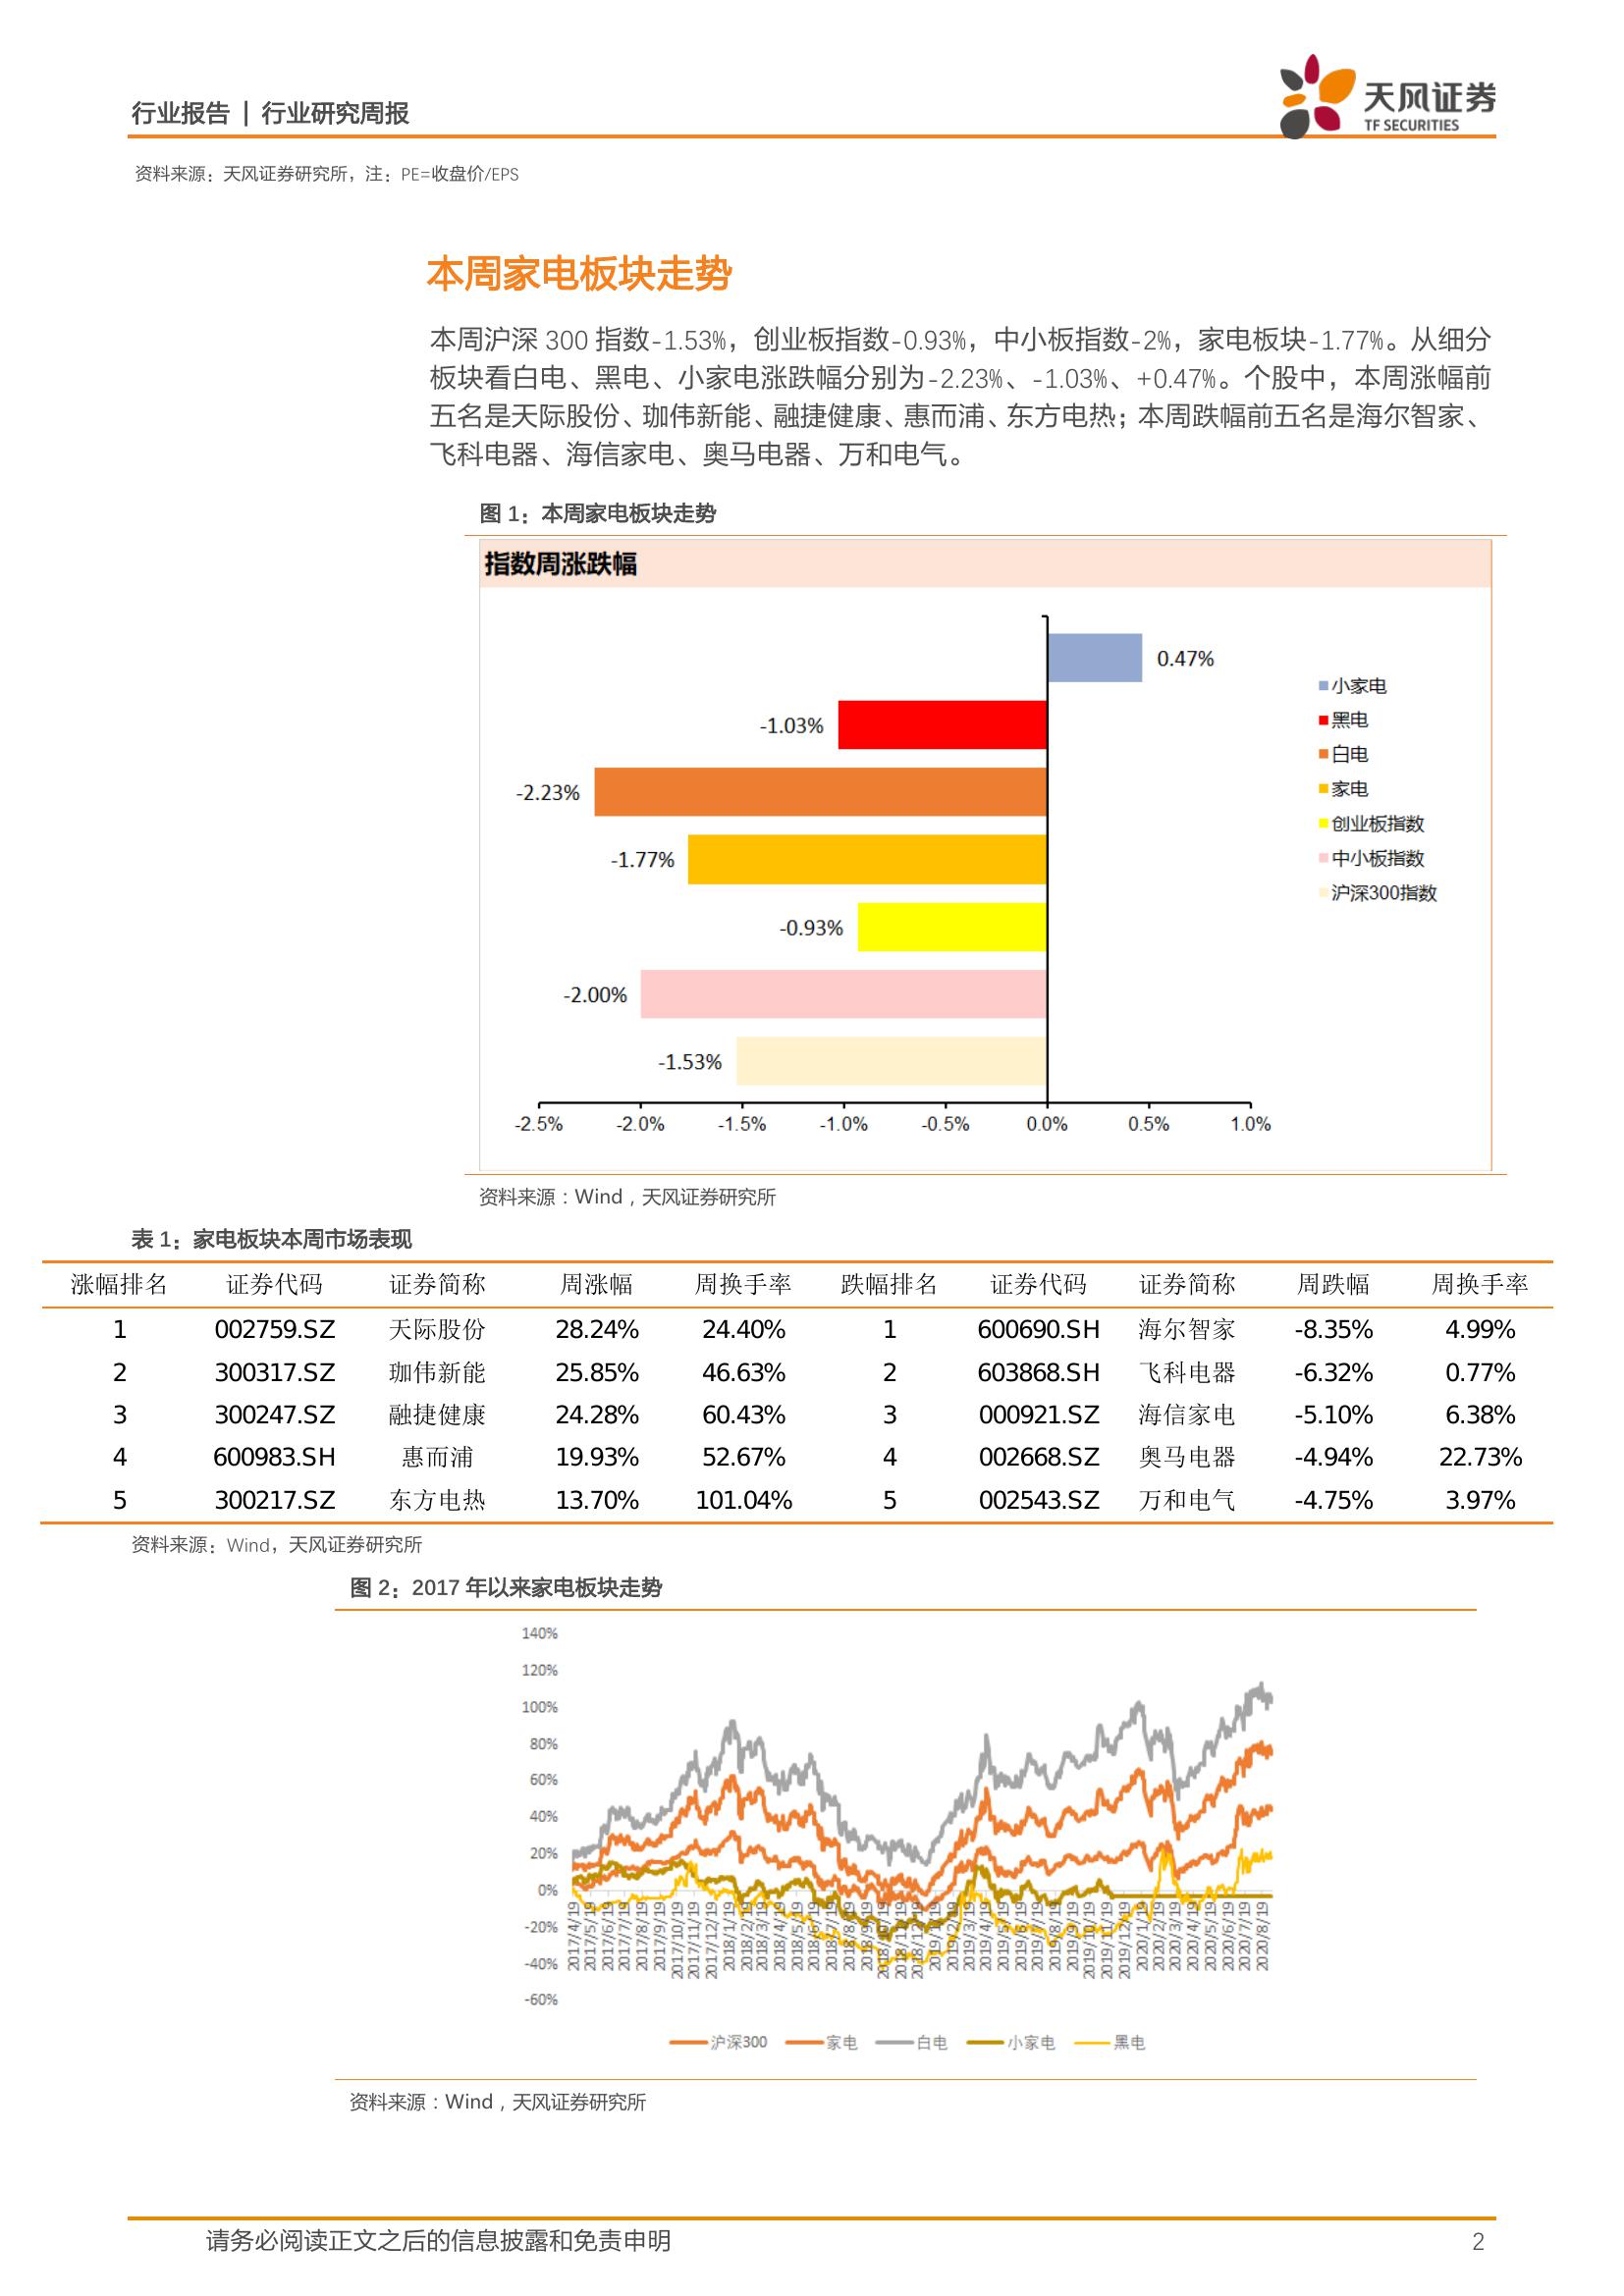 行业报告 | 行业研究周报
天风证券
TF SECURITIES
资料来源：天风证券研究所，注：PE=收盘价/EPS
本周家电板块走势
本周沪深 300 指数-1.53%，创业板指数-0.93%，中小板指数-2%，家电板块-1.77%。从细分
板块看白电、黑电、小家电涨跌幅分别为-2.23%、-1.03%、+0.47%。个股中，本周涨幅前
五名是天际股份、珈伟新能、融捷健康、惠而浦、东方电热；本周跌幅前五名是海尔智家、
飞科电器、海信家电、奥马电器、万和电气。
图 1：本周家电板块走势
指数周涨跌幅
0.47%
-1.03%
-2.23%
-1.77%
-0.93%
-2.00%
-1.53%
小家电
黑电
白电
家电
创业板指数
中小板指数
沪深300指数
-2.5% -2.0% -1.5% -1.0% -0.5% 0.0% 0.5% 1.0%
资料来源：Wind，天风证券研究所
表 1：家电板块本周市场表现
涨幅排名 证券代码 证券简称 周涨幅 周换手率 跌幅排名 证券代码 证券简称 周跌幅 周换手率
1 002759.SZ 天际股份 28.24% 24.40% 1 600690.SH 海尔智家 -8.35% 4.99%
2 300317.SZ 珈伟新能 25.85% 46.63% 2 603868.SH 飞科电器 -6.32% 0.77%
3 300247.SZ 融捷健康 24.28% 60.43% 3 000921.SZ 海信家电 -5.10% 6.38%
4 600983.SH 惠而浦 19.93% 52.67% 4 002668.SZ 奥马电器 -4.94% 22.73%
5 300217.SZ 东方电热 13.70% 101.04% 5 002543.SZ 万和电气 -4.75% 3.97%
资料来源：Wind，天风证券研究所
图 2：2017 年以来家电板块走势
140%
120%
100%
80%
60%
40%
20%
0%
-20%
-40%
-60%
2017/4/19 2017/5/19 2017/6/19 2017/7/19 2017/8/19 2017/9/19 2017/10/19 2017/11/19 2017/12/19 2018/1/19 2018/2/19 2018/3/19 2018/4/19 2018/5/19 2018/6/19 2018/7/19 2018/8/19 2018/9/19 2018/10/19 2018/11/19 2018/12/19 2019/1/19 2019/2/19 2019/3/19 2019/4/19 2019/5/19 2019/6/19 2019/7/19 2019/8/19 2019/9/19 2019/10/19 2019/11/19 2019/12/19 2020/1/19 2020/2/19 2020/3/19 2020/4/19 2020/5/19 2020/6/19 2020/7/19 2020/8/19
沪深300 家电 白电 小家电 黑电
资料来源：Wind，天风证券研究所
请务必阅读正文之后的信息披露和免责申明 2